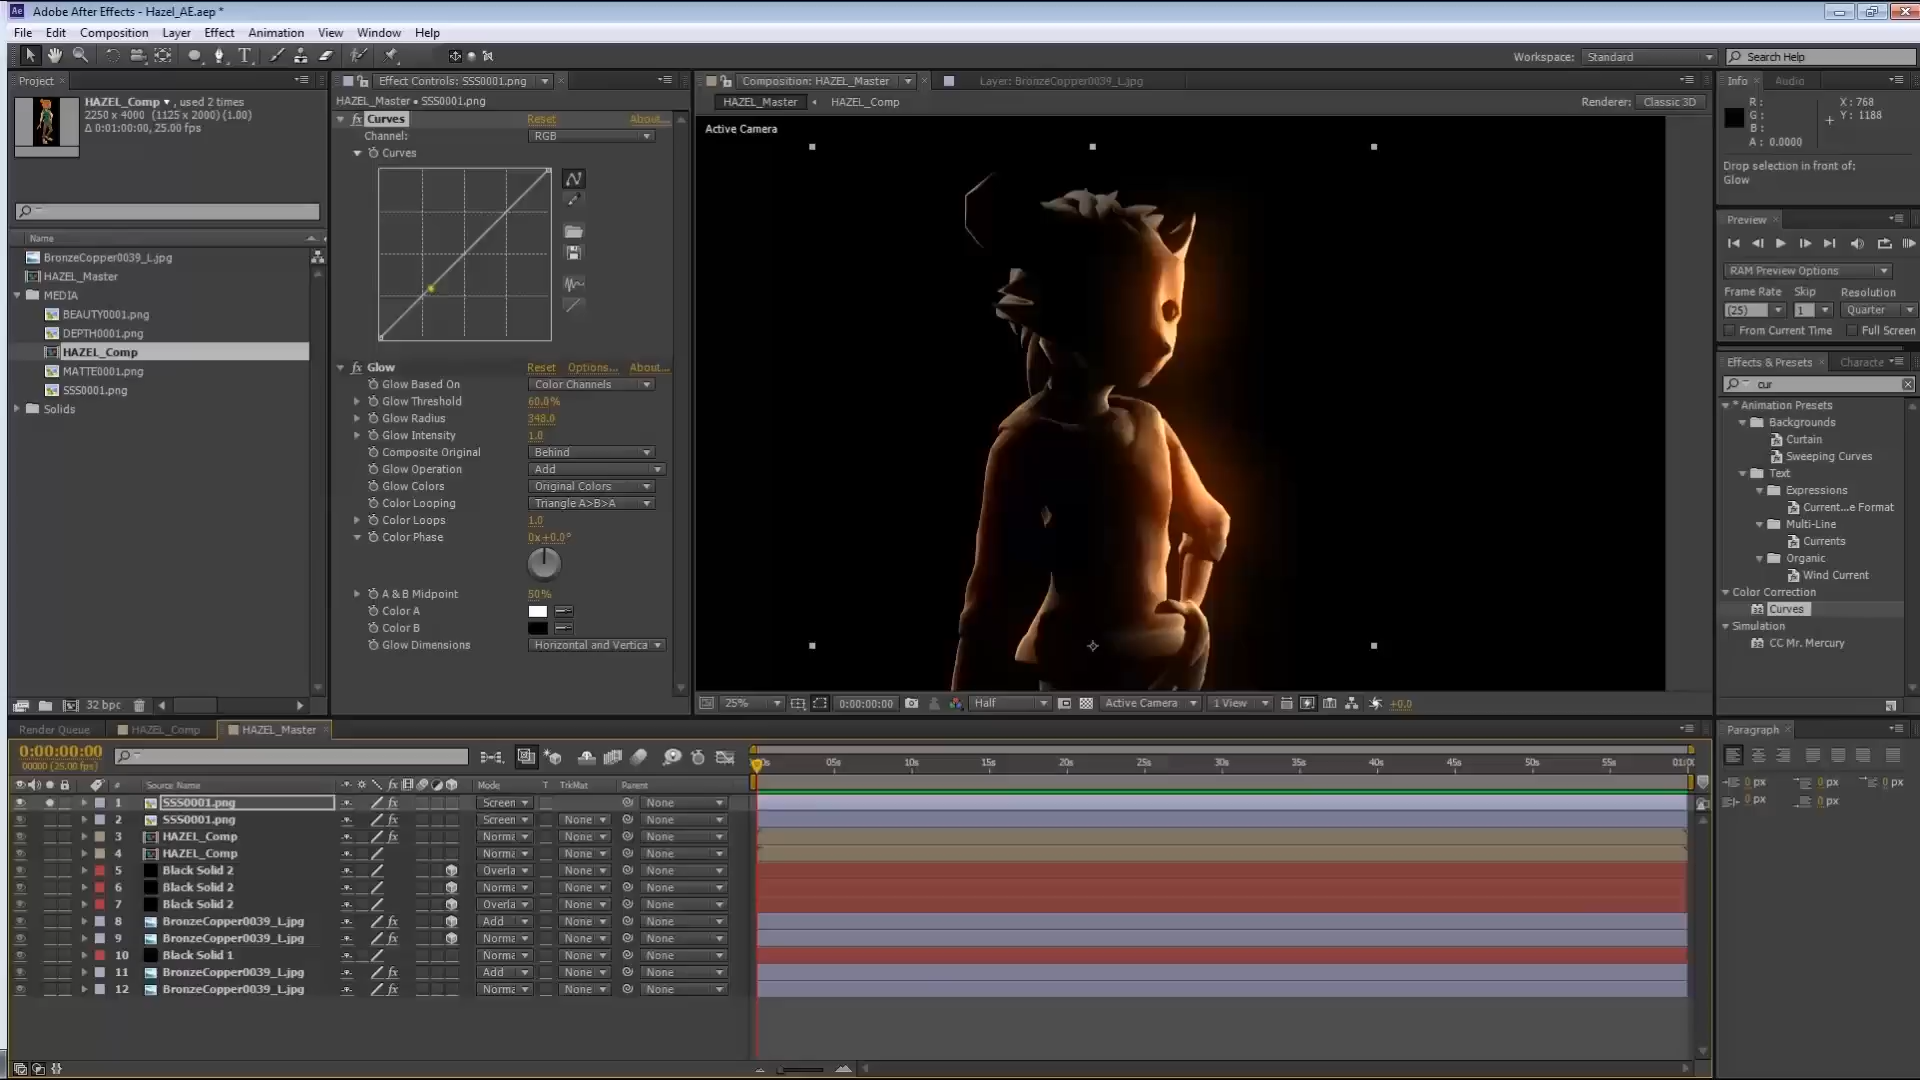 Adobe After Effects - Hazel_AE.aep *
File Edit Composition Layer Effect Animation View Window Help
Workspace: Standard
Search Help
Project
HAZEL_Comp , used 2 times
2250 x 4000 (1125 x 2000) (1.00)
Δ 0:01:00:00, 25.00 fps
Name
BronzeCopper0039_L.jpg
HAZEL_Master
MEDIA
BEAUTY0001.png
DEPTH0001.png
HAZEL_Comp
MATTE0001.png
SSS0001.png
Solids
32 bpc
Effect Controls: SSS0001.png
HAZEL_Master • SSS0001.png
fx Curves Reset About...
Channel: RGB
Curves
fx Glow Reset Options... About...
Glow Based On Color Channels
Glow Threshold 60.0%
Glow Radius 348.0
Glow Intensity 1.0
Composite Original Behind
Glow Operation Add
Glow Colors Original Colors
Color Looping Triangle A>B>A
Color Loops 1.0
Color Phase 0x+0.0°
A & B Midpoint 50%
Color A
Color B
Glow Dimensions Horizontal and Vertica
Composition: HAZEL_Master
Layer: BronzeCopper0039_L.jpg
HAZEL_Master HAZEL_Comp
Renderer: Classic 3D
Active Camera
25% 0:00:00:00 Half Active Camera 1 View +0.0
Info Audio
R : X : 768
G : Y : 1188
B :
A : 0.0000
Drop selection in front of:
Glow
Preview
RAM Preview Options
Frame Rate Skip Resolution
(25) 1 Quarter
From Current Time Full Screen
Effects & Presets Characte
cur
* Animation Presets
Backgrounds
Curtain
Sweeping Curves
Text
Expressions
Current...e Format
Multi-Line
Currents
Organic
Wind Current
Color Correction
Curves
Simulation
CC Mr. Mercury
Paragraph
0 px 0 px 0 px
0 px 0 px
Render Queue HAZEL_Comp HAZEL_Master
0:00:00:00
00000 (25.00 fps)
05s 10s 15s 20s 25s 30s 35s 40s 45s 50s 55s
# Source Name fx Mode T TrkMat Parent
1 SSS0001.png fx Screen None
2 SSS0001.png fx Screen None None
3 HAZEL_Comp fx Norma None None
4 HAZEL_Comp Norma None None
5 Black Solid 2 Overla None None
6 Black Solid 2 Norma None None
7 Black Solid 2 Overla None None
8 BronzeCopper0039_L.jpg fx Add None None
9 BronzeCopper0039_L.jpg fx Norma None None
10 Black Solid 1 Norma None None
11 BronzeCopper0039_L.jpg fx Add None None
12 BronzeCopper0039_L.jpg fx Norma None None